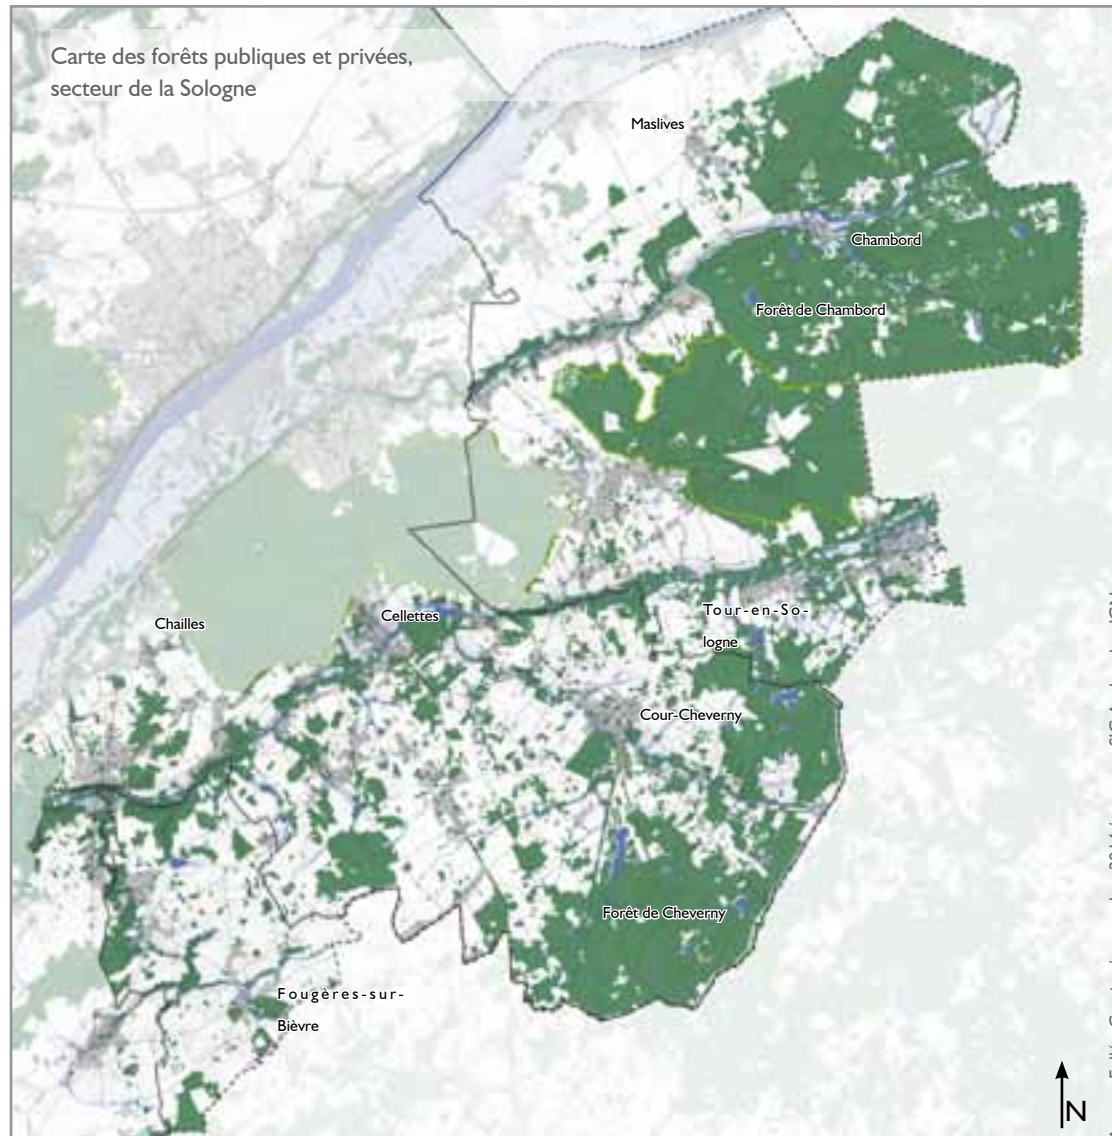 Carte des forêts publiques et privées,
secteur de la Sologne
Maslives
Chambord
Forêt de Chambord
Chailles
Cellettes
Tour-en-So-
logne
Cour-Cheverny
Forêt de Cheverny
Fougères-sur-
Bièvre
N